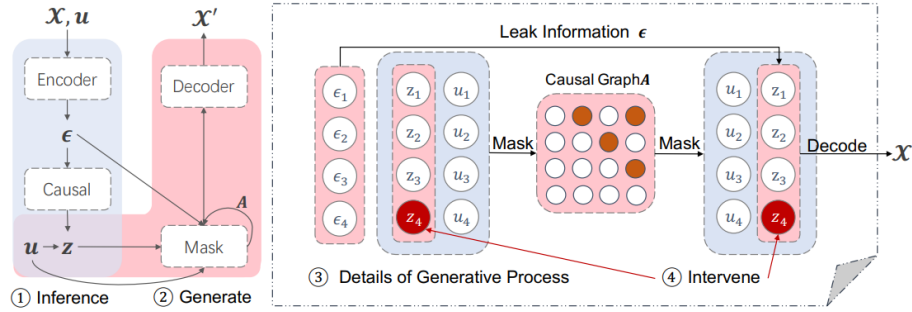 X, u
X′
Encoder
Decoder
ϵ
Causal
A
u
z
Mask
① Inference
② Generate
Leak Information ϵ
Causal Graph A
ϵ1 z1 u1
u1 z1
ϵ2 z2 u2
u2 z2
Mask
Mask
Decode
X
ϵ3 z3 u3
u3 z3
ϵ4 z4 u4
u4 z4
③ Details of Generative Process
④ Intervene